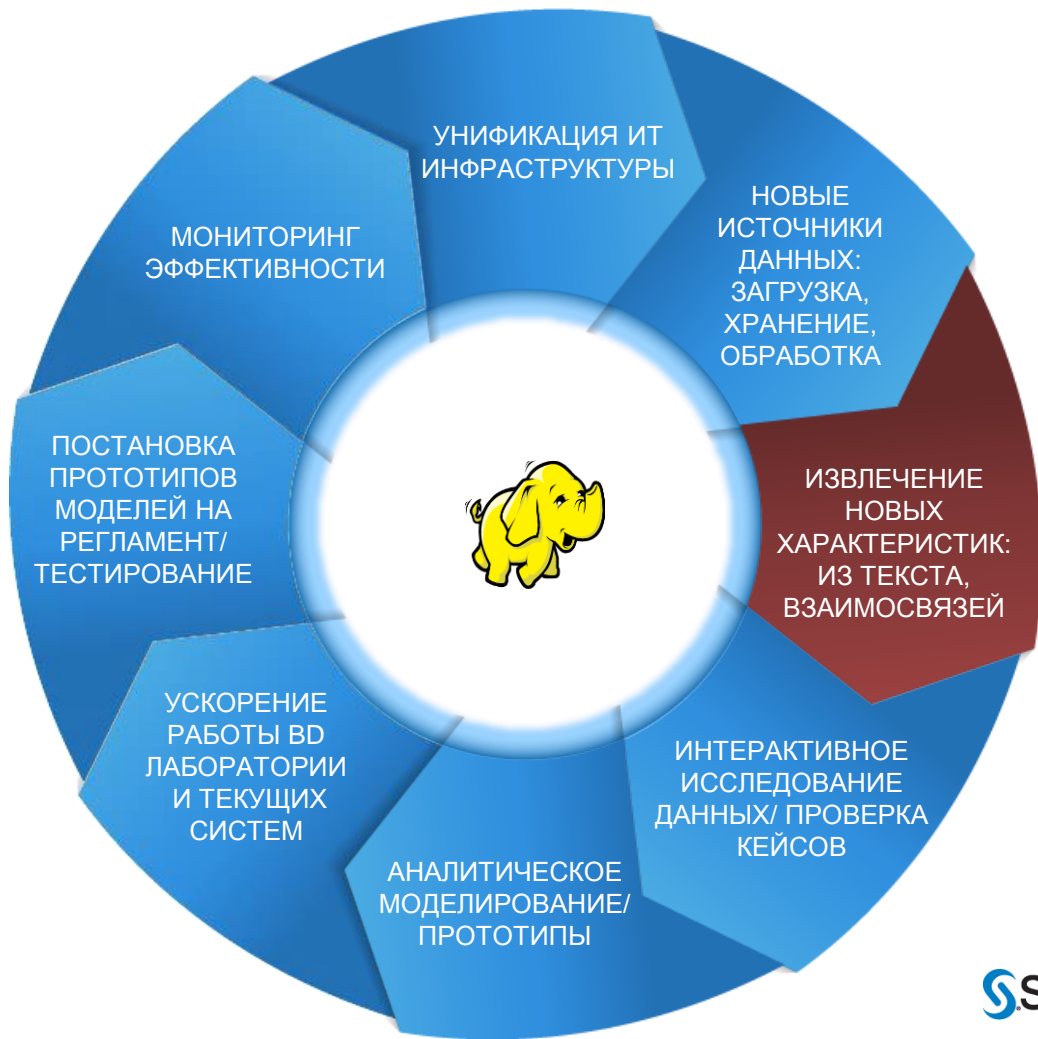 УНИФИКАЦИЯ ИТ
ИНФРАСТРУКТУРЫ
НОВЫЕ
ИСТОЧНИКИ
ДАННЫХ:
ЗАГРУЗКА,
ХРАНЕНИЕ,
ОБРАБОТКА
ИЗВЛЕЧЕНИЕ
НОВЫХ
ХАРАКТЕРИСТИК:
ИЗ ТЕКСТА,
ВЗАИМОСВЯЗЕЙ
ИНТЕРАКТИВНОЕ
ИССЛЕДОВАНИЕ
ДАННЫХ/ ПРОВЕРКА
КЕЙСОВ
АНАЛИТИЧЕСКОЕ
МОДЕЛИРОВАНИЕ/
ПРОТОТИПЫ
УСКОРЕНИЕ
РАБОТЫ BD
ЛАБОРАТОРИИ
И ТЕКУЩИХ
СИСТЕМ
ПОСТАНОВКА
ПРОТОТИПОВ
МОДЕЛЕЙ НА
РЕГЛАМЕНТ/
ТЕСТИРОВАНИЕ
МОНИТОРИНГ
ЭФФЕКТИВНОСТИ